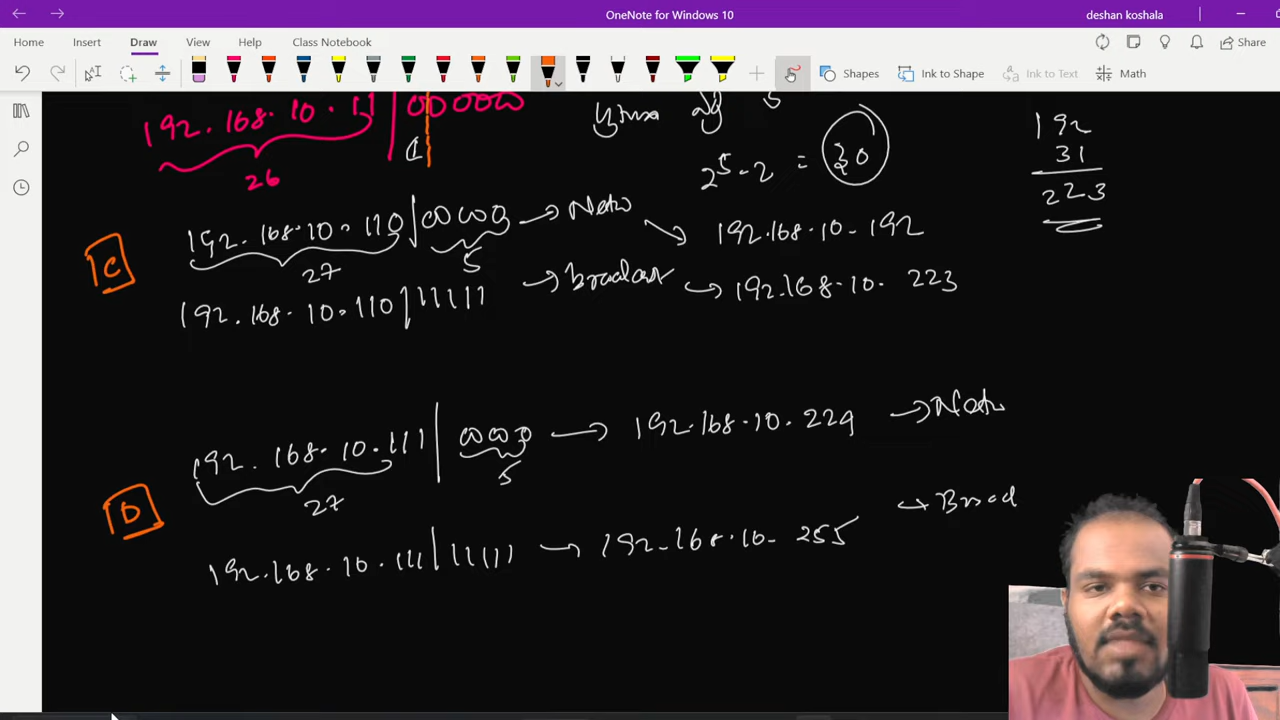 OneNote for Windows 10
deshan koshala
Home Insert Draw View Help Class Notebook
Share
Shapes Ink to Shape Ink to Text Math
192.168.10.11|000000
26
2^5-2 = 30
192
31
223
C
192.168.10.110|00000 → Netw
192.168.10.192
27
5
192.168.10.110|11111 → broadcast → 192.168.10.223
D
192.168.10.111|00000 → 192.168.10.224 → Netw
27
5
192.168.10.111|11111 → 192.168.10.255 → Broad